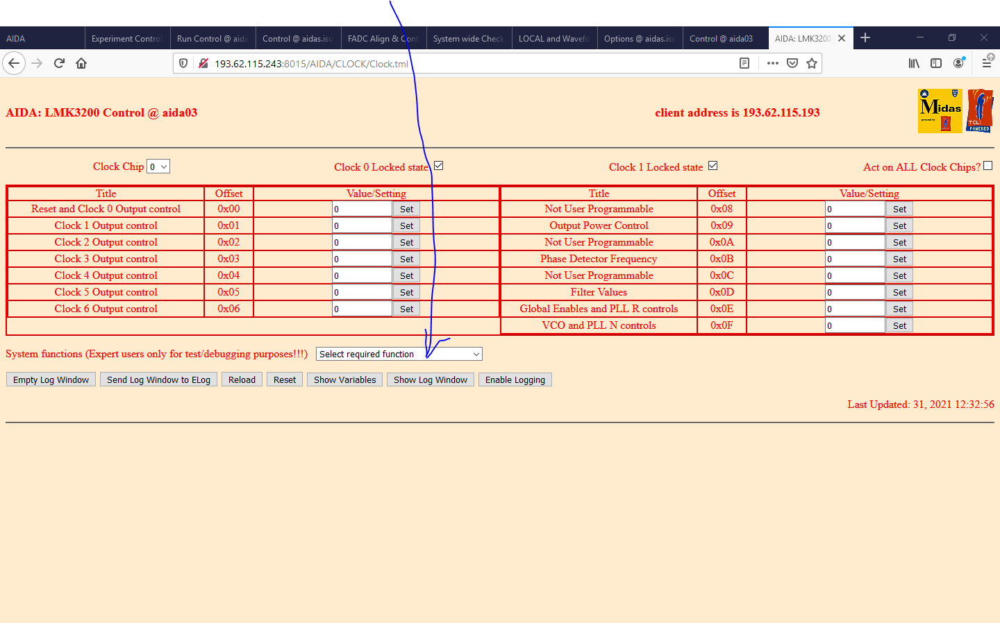 AIDA Experiment Control Run Control @ aida Control @ aidas.iso FADC Align & Cont System wide Check LOCAL and Wavefo Options @ aidas.iso Control @ aida03 AIDA: LMK3200
193.62.115.243:8015/AIDA/CLOCK/Clock.tml
AIDA: LMK3200 Control @ aida03 client address is 193.62.115.193
Midas
powered by
TCL
POWERED
Clock Chip 0 Clock 0 Locked state Clock 1 Locked state Act on ALL Clock Chips?
Title Offset Value/Setting Title Offset Value/Setting
Reset and Clock 0 Output control 0x00 0 Set Not User Programmable 0x08 0 Set
Clock 1 Output control 0x01 0 Set Output Power Control 0x09 0 Set
Clock 2 Output control 0x02 0 Set Not User Programmable 0x0A 0 Set
Clock 3 Output control 0x03 0 Set Phase Detector Frequency 0x0B 0 Set
Clock 4 Output control 0x04 0 Set Not User Programmable 0x0C 0 Set
Clock 5 Output control 0x05 0 Set Filter Values 0x0D 0 Set
Clock 6 Output control 0x06 0 Set Global Enables and PLL R controls 0x0E 0 Set
VCO and PLL N controls 0x0F 0 Set
System functions (Expert users only for test/debugging purposes!!!) Select required function
Empty Log Window Send Log Window to ELog Reload Reset Show Variables Show Log Window Enable Logging
Last Updated: 31, 2021 12:32:56